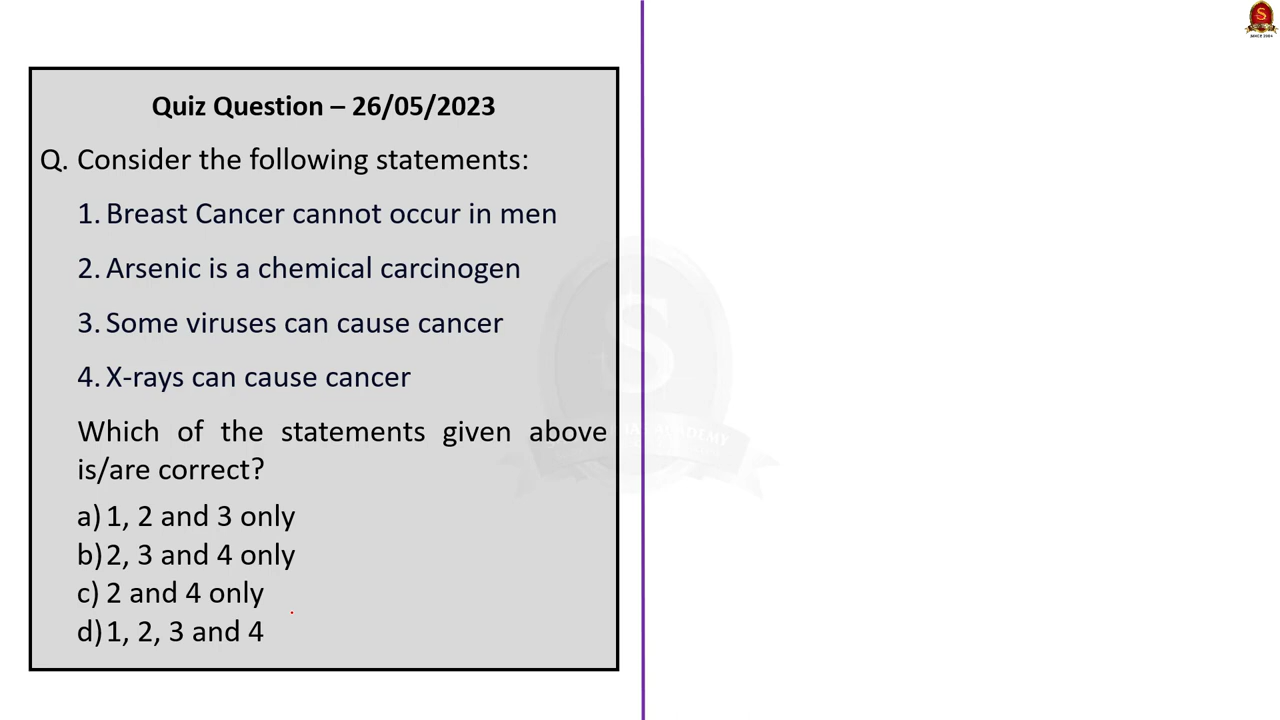 Quiz Question – 26/05/2023
Q. Consider the following statements:
1. Breast Cancer cannot occur in men
2. Arsenic is a chemical carcinogen
3. Some viruses can cause cancer
4. X-rays can cause cancer
Which of the statements given above
is/are correct?
a) 1, 2 and 3 only
b) 2, 3 and 4 only
c) 2 and 4 only
d) 1, 2, 3 and 4
S
SINCE 2004
S
ACADEMY